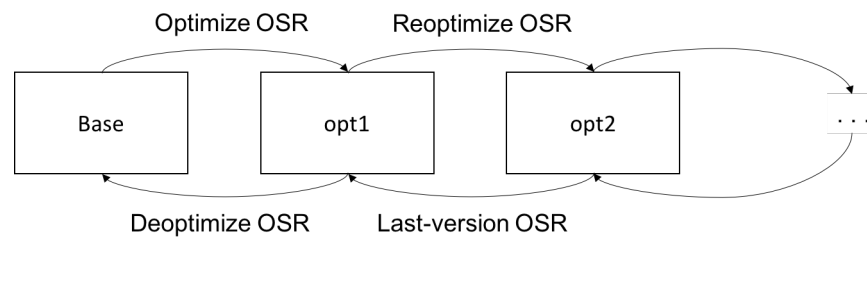 Optimize OSR
Reoptimize OSR
Base
opt1
opt2
. . .
Deoptimize OSR
Last-version OSR